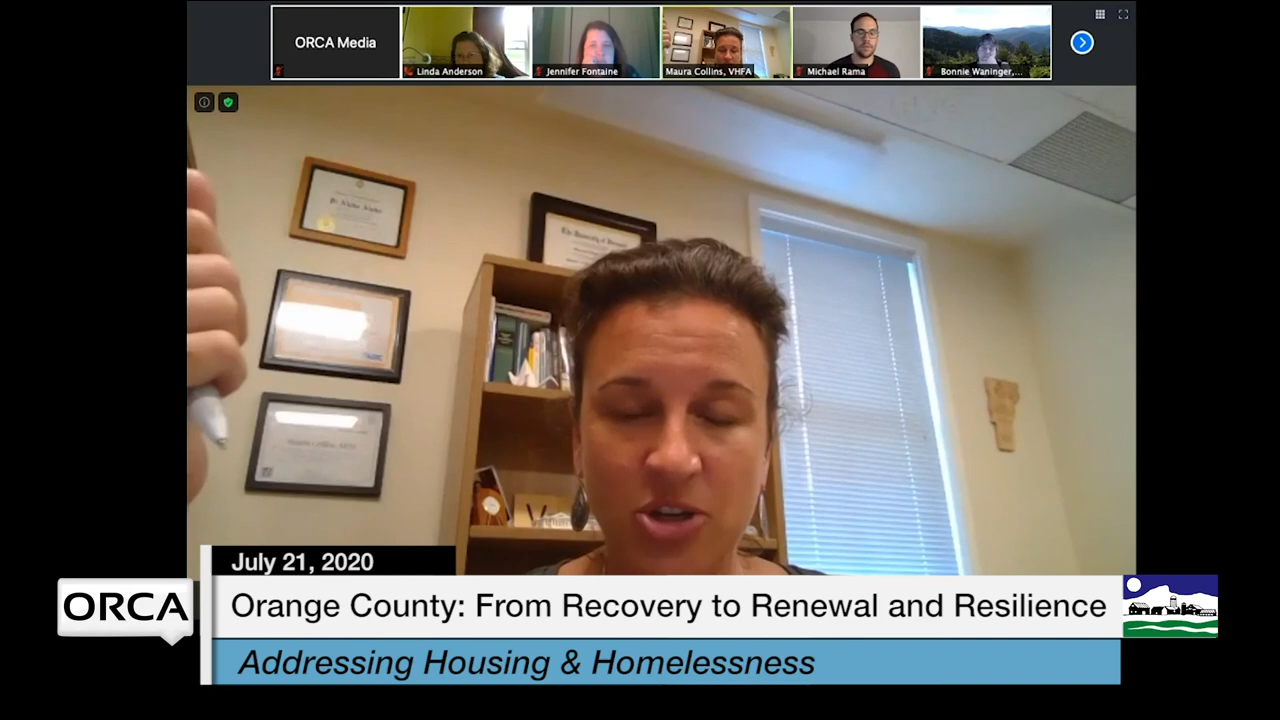 ORCA Media
Linda Anderson
Jennifer Fontaine
Maura Collins, VHFA
Michael Rama
Bonnie Waninger,...
July 21, 2020
ORCA
Orange County: From Recovery to Renewal and Resilience
Addressing Housing & Homelessness